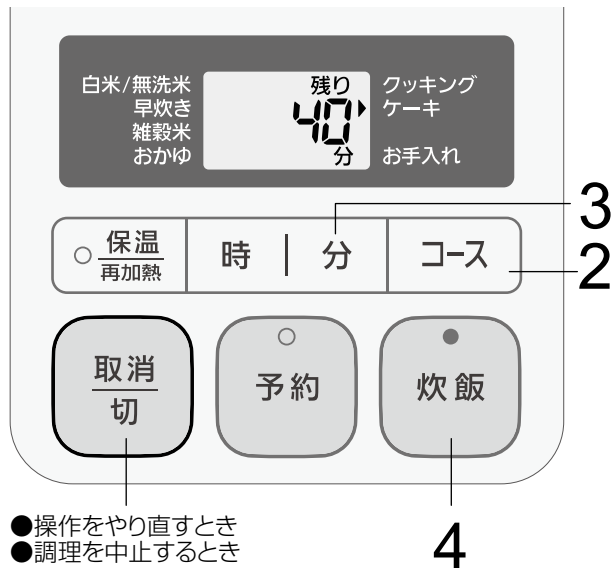 白米/無洗米
早炊き
雑穀米
おかゆ
残り
40
分
クッキング
ケーキ
お手入れ
3
保温
再加熱
時 | 分
コース
2
取消
切
予約
炊飯
●操作をやり直すとき
●調理を中止するとき
4